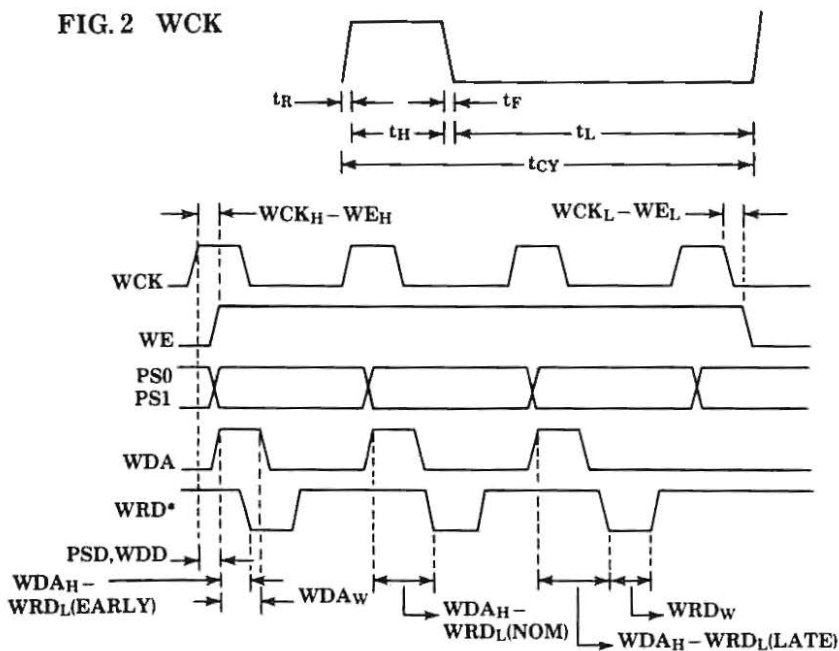 FIG. 2 WCK
tR tF
tH tL
tCY
WCKH-WEH WCKL-WEL
WCK
WE
PS0
PS1
WDA
WRD*
PSD, WDD
WDAH-
WRDL(EARLY)
WDAW
WDAH-
WRDL(NOM)
WRDW
WDAH-WRDL(LATE)